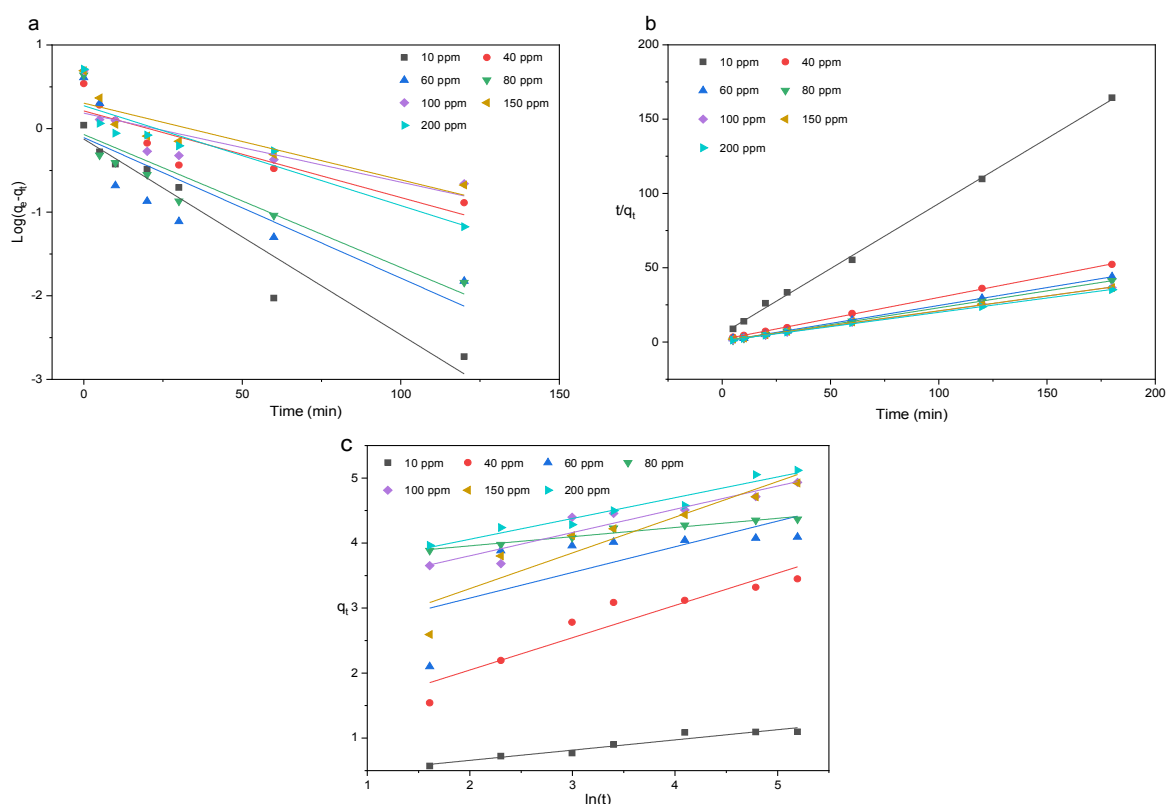 a
1
0
-1
-2
-3
Log(qe-qt)
0
50
100
150
Time (min)
10 ppm
40 ppm
60 ppm
80 ppm
100 ppm
150 ppm
200 ppm
b
200
150
100
50
0
t/qt
0
50
100
150
200
Time (min)
10 ppm
40 ppm
60 ppm
80 ppm
100 ppm
150 ppm
200 ppm
c
5
4
3
2
1
qt
1
2
3
4
5
ln(t)
10 ppm
40 ppm
60 ppm
80 ppm
100 ppm
150 ppm
200 ppm